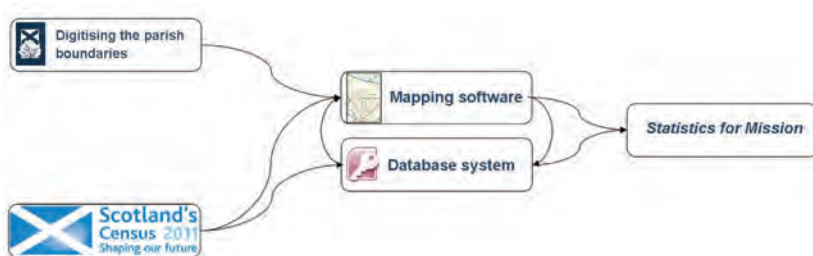 Digitising the parish
boundaries
Mapping software
Database system
Statistics for Mission
Scotland's
Census 2011
Shaping our future